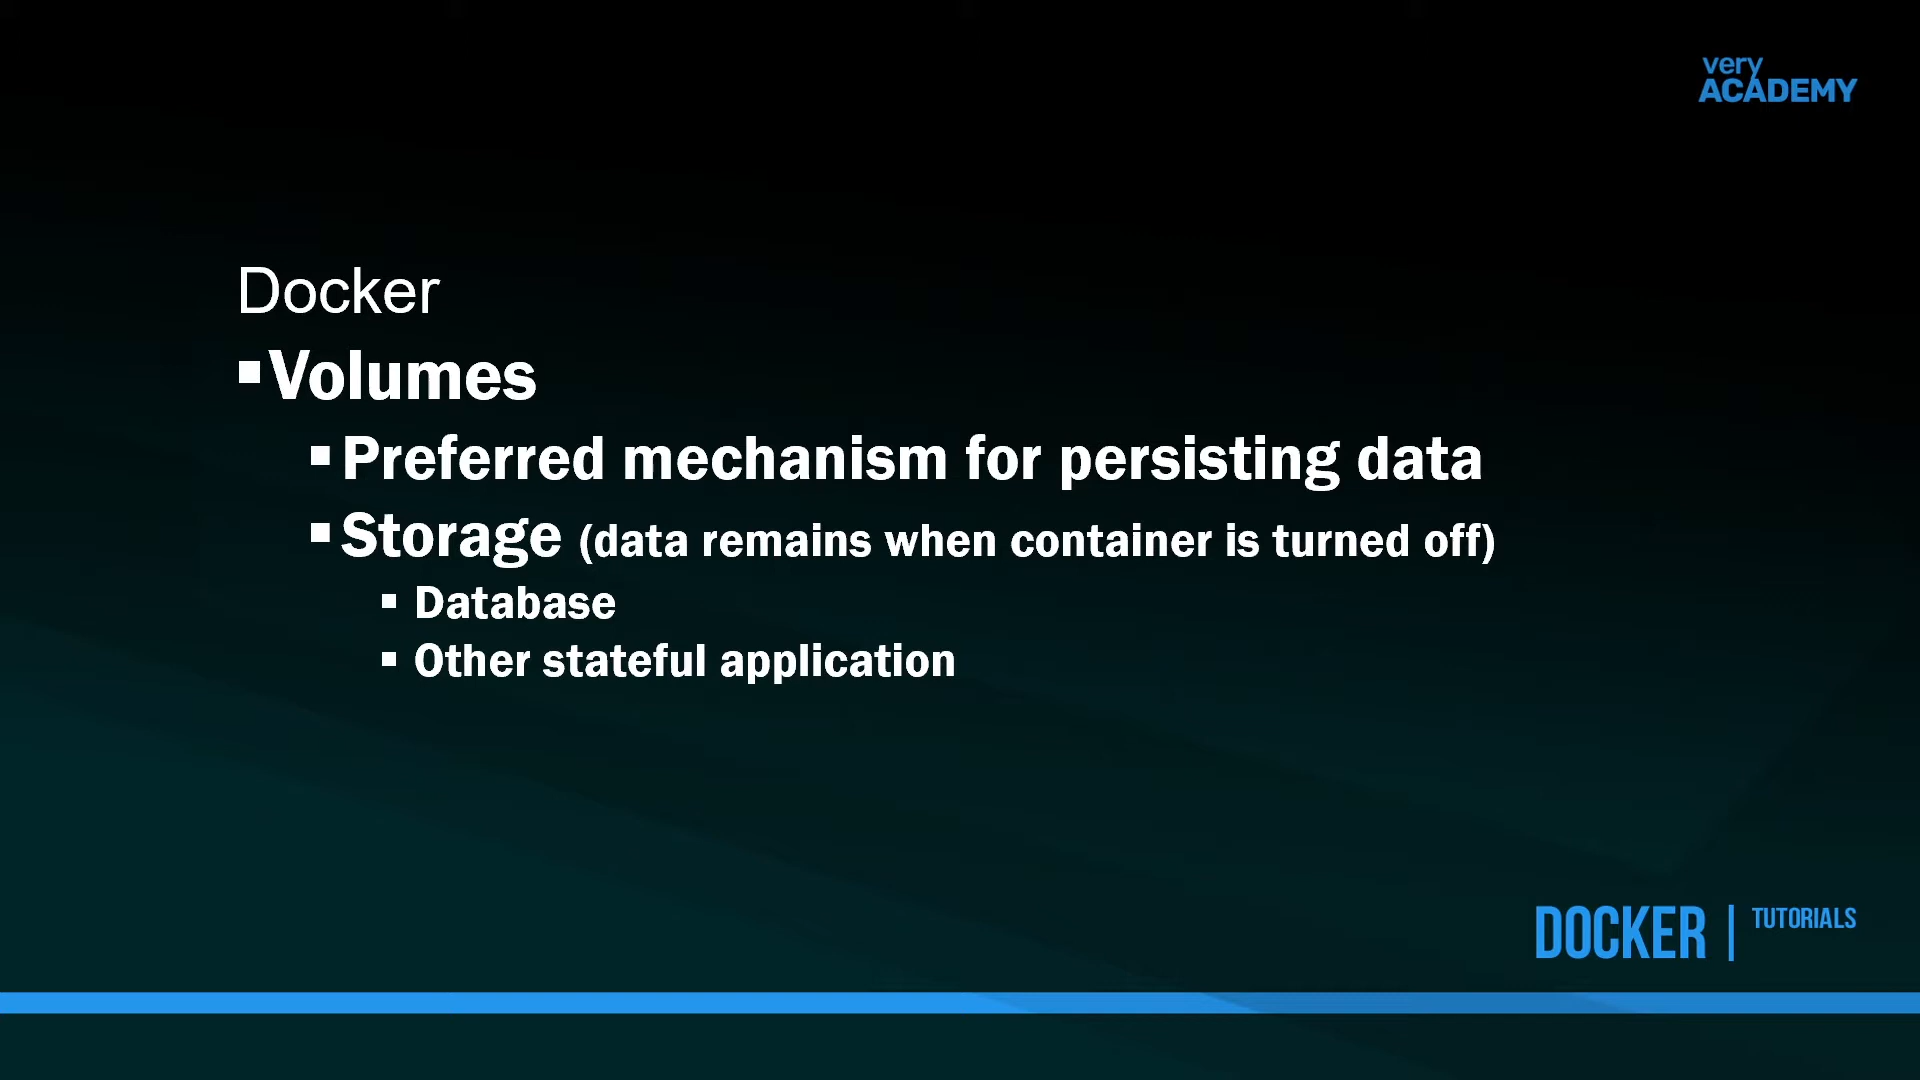 very
ACADEMY
Docker
▪Volumes
▪Preferred mechanism for persisting data
▪Storage (data remains when container is turned off)
▪ Database
▪ Other stateful application
DOCKER | TUTORIALS